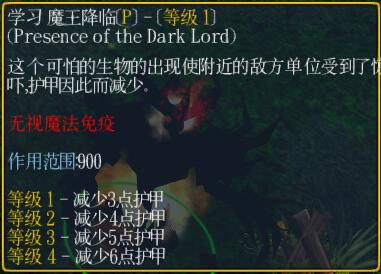 学习 魔王降临[P] - [等级 1]
(Presence of the Dark Lord)
这个可怕的生物的出现使附近的敌方单位受到了惊
吓,护甲因此而减少。
无视魔法免疫
作用范围:900
等级 1 - 减少3点护甲
等级 2 - 减少4点护甲
等级 3 - 减少5点护甲
等级 4 - 减少6点护甲